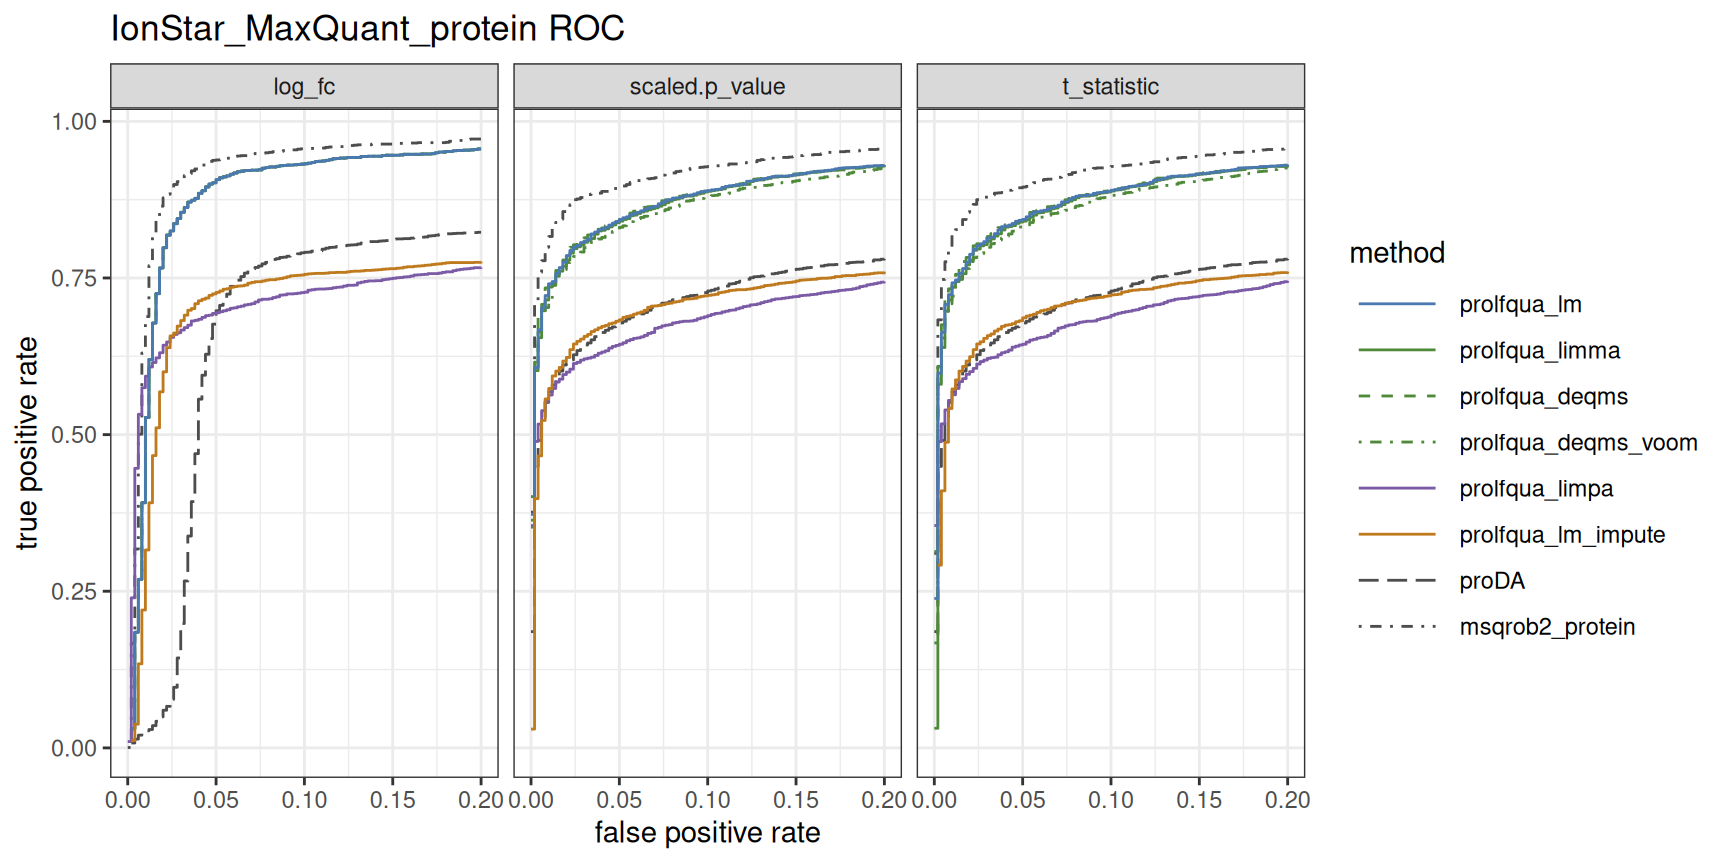 IonStar_MaxQuant_protein ROC
log_fc scaled.p_value t_statistic
1.00
0.75
0.50
0.25
0.00
true positive rate
0.00 0.05 0.10 0.15 0.20 0.00 0.05 0.10 0.15 0.20 0.00 0.05 0.10 0.15 0.20
false positive rate
method
prolfqua_lm
prolfqua_limma
prolfqua_deqms
prolfqua_deqms_voom
prolfqua_limpa
prolfqua_lm_impute
proDA
msqrob2_protein